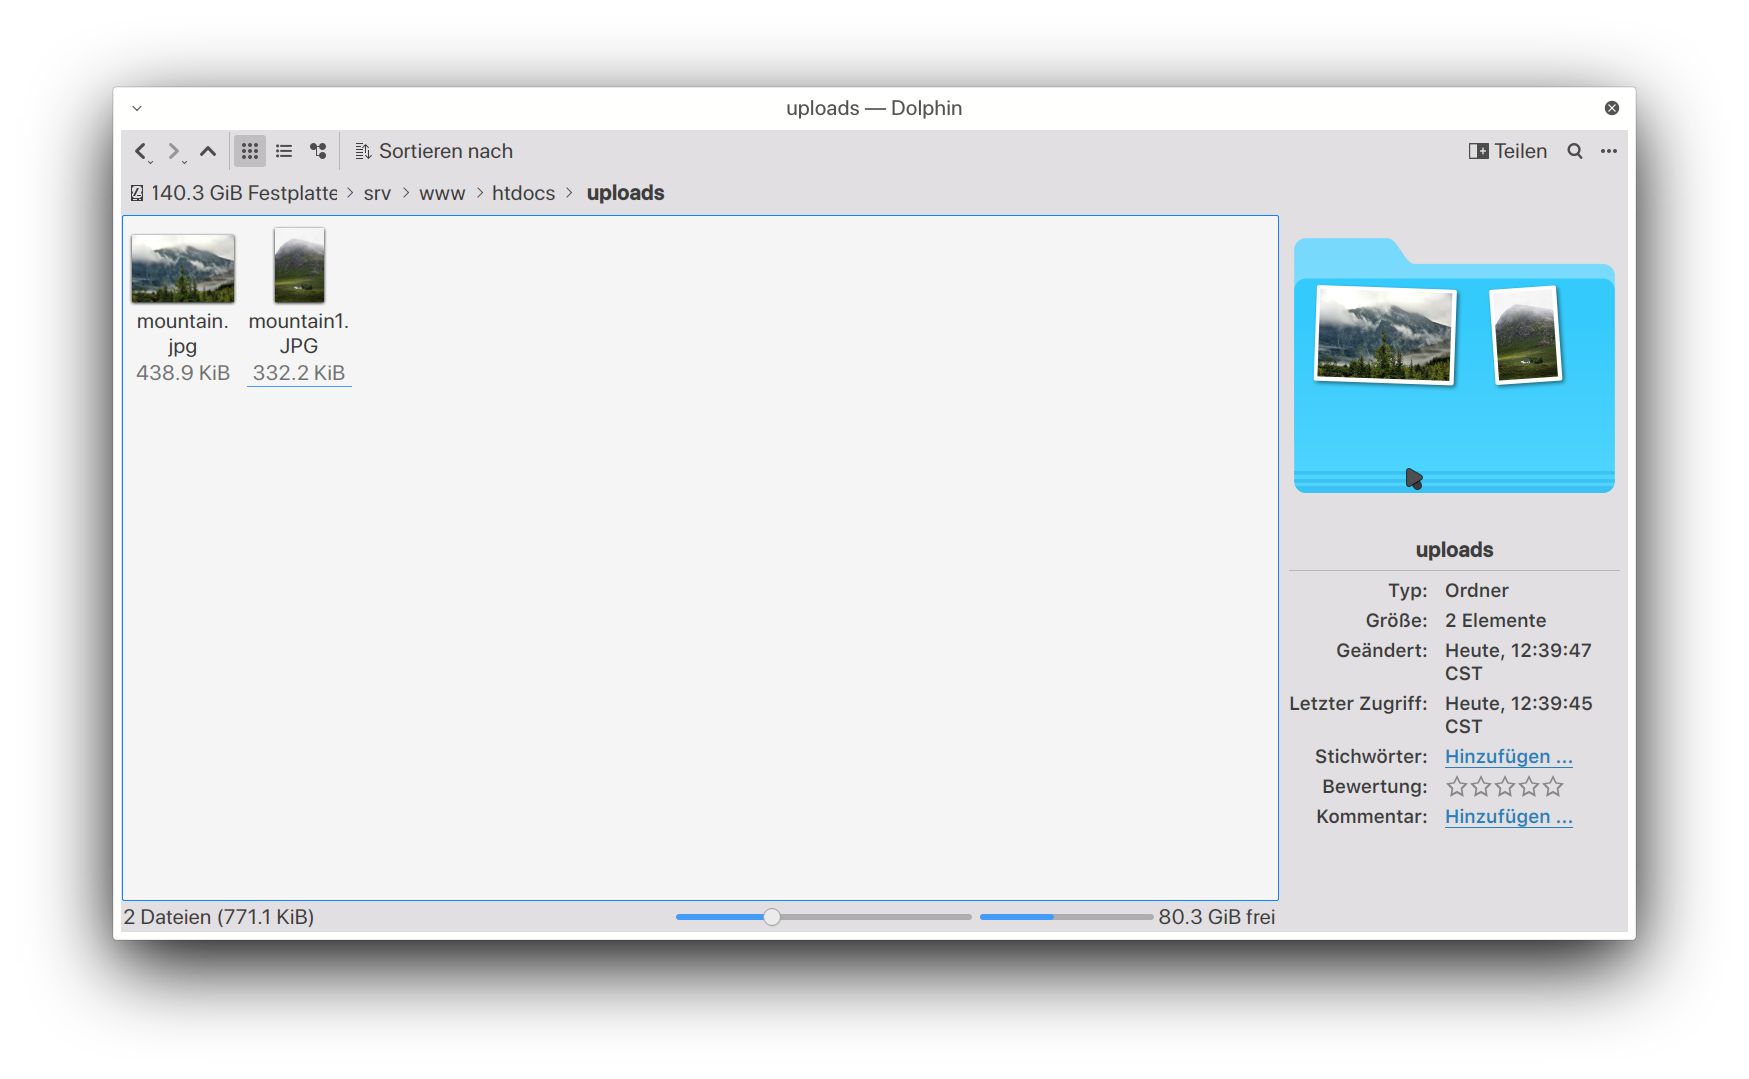 uploads — Dolphin
Sortieren nach
Teilen
140.3 GiB Festplatte > srv > www > htdocs > uploads
mountain.
jpg
438.9 KiB
mountain1.
JPG
332.2 KiB
uploads
Typ: Ordner
Größe: 2 Elemente
Geändert: Heute, 12:39:47
CST
Letzter Zugriff: Heute, 12:39:45
CST
Stichwörter: Hinzufügen ...
Bewertung:
Kommentar: Hinzufügen ...
2 Dateien (771.1 KiB)
80.3 GiB frei